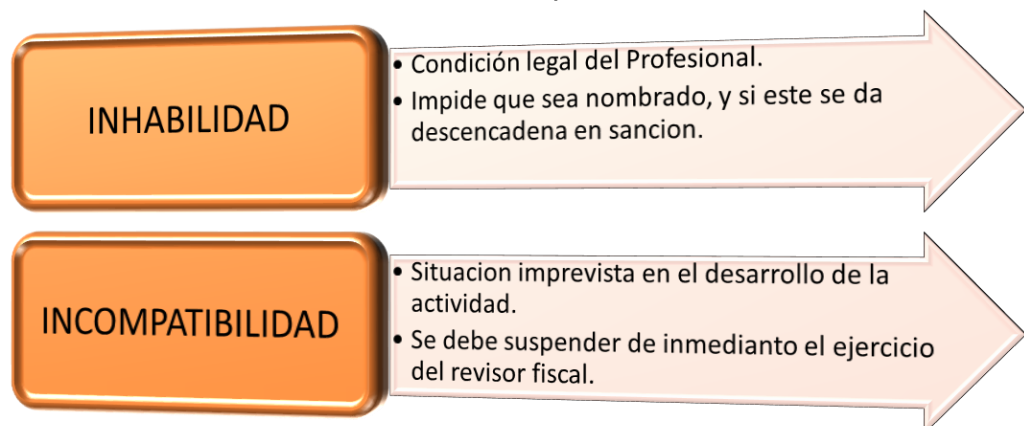 INHABILIDAD
• Condición legal del Profesional.
• Impide que sea nombrado, y si este se da
descencadena en sancion.
INCOMPATIBILIDAD
• Situacion imprevista en el desarrollo de la
actividad.
• Se debe suspender de inmedianto el ejercicio
del revisor fiscal.